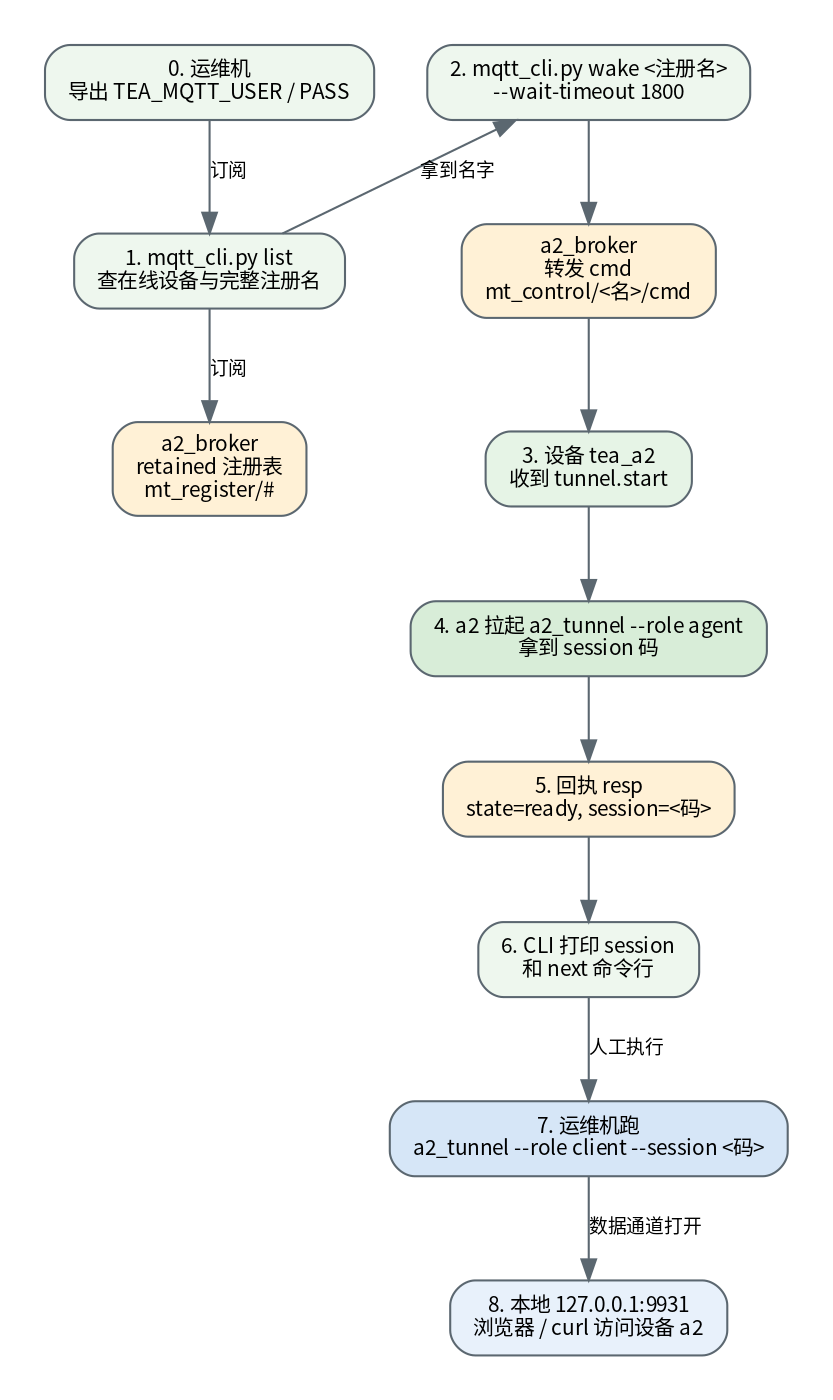 0. 运维机
导出 TEA_MQTT_USER / PASS
订阅
1. mqtt_cli.py list
查在线设备与完整注册名
订阅
a2_broker
retained 注册表
mt_register/#
拿到名字
2. mqtt_cli.py wake <注册名>
--wait-timeout 1800
a2_broker
转发 cmd
mt_control/<名>/cmd
3. 设备 tea_a2
收到 tunnel.start
4. a2 拉起 a2_tunnel --role agent
拿到 session 码
5. 回执 resp
state=ready, session=<码>
6. CLI 打印 session
和 next 命令行
人工执行
7. 运维机跑
a2_tunnel --role client --session <码>
数据通道打开
8. 本地 127.0.0.1:9931
浏览器 / curl 访问设备 a2